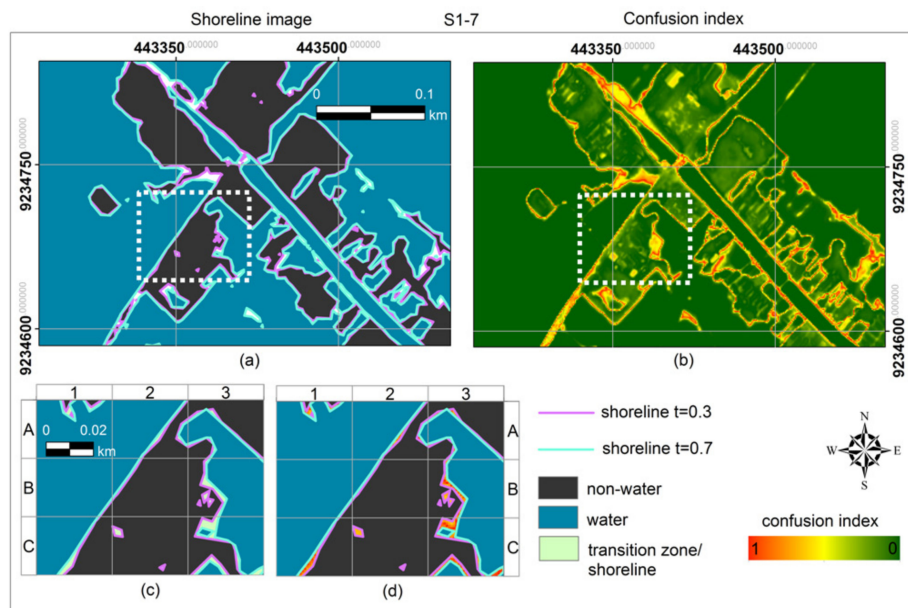 Shoreline image S1-7 Confusion index
443350.000000 443500.000000 443350.000000 443500.000000
0 0.1
km
9234750.000000
9234600.000000
9234750.000000
9234600.000000
(a) (b)
1 2 3 1 2 3
A A
B B
C C
0 0.02
km
(c) (d)
shoreline t=0.3
shoreline t=0.7
non-water
water
transition zone/
shoreline
N
W E
S
confusion index
1 0